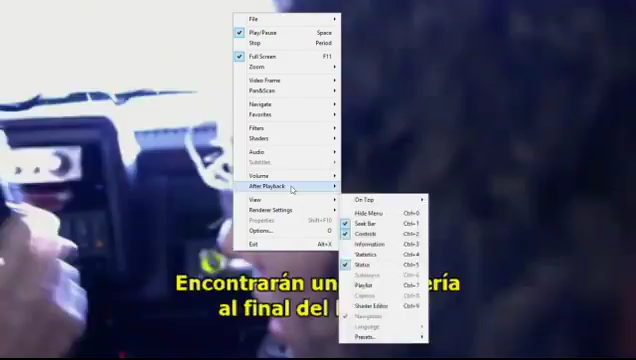 File
Play/Pause Space
Stop Period
Full Screen F11
Zoom
Video Frame
Pan&Scan
Navigate
Favorites
Filters
Shaders
Audio
Subtitles
Volume
After Playback
View
Renderer Settings
Properties Shift+F10
Options... O
Exit Alt+X
On Top
Hide Menu Ctrl+0
Seek Bar Ctrl+1
Controls Ctrl+2
Information Ctrl+3
Statistics Ctrl+4
Status Ctrl+5
Subresync Ctrl+6
Playlist Ctrl+7
Capture Ctrl+8
Shader Editor Ctrl+9
Navigation
Language
Presets...
Encontrarán un ería
al final del